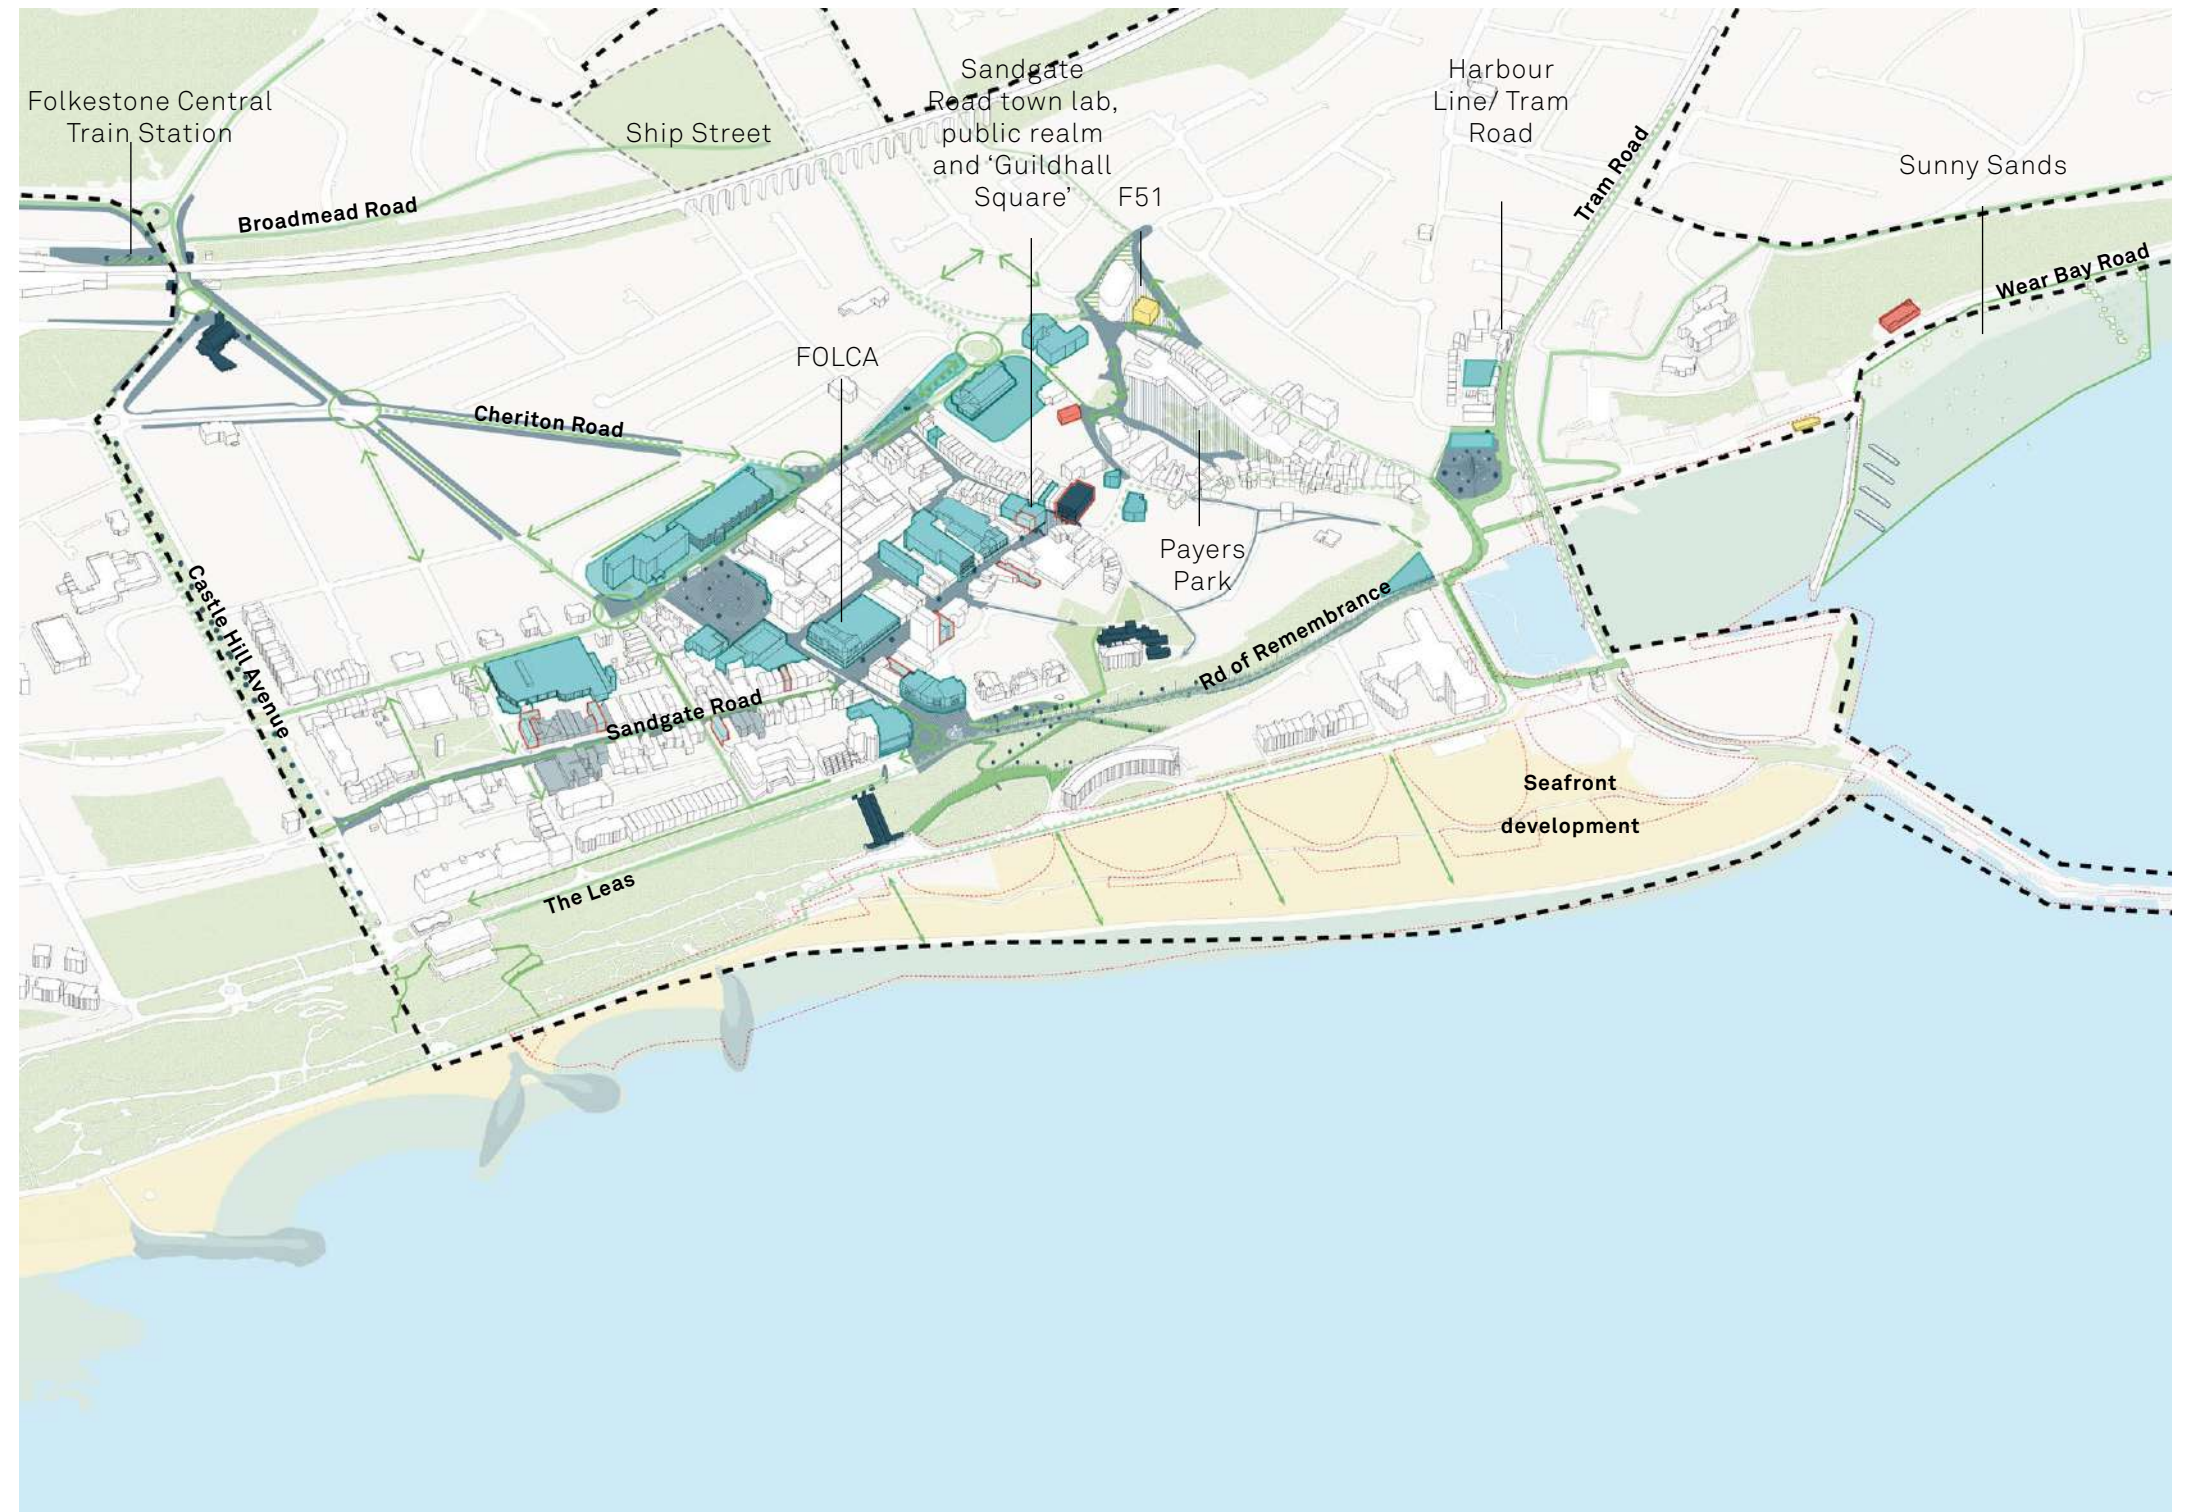 Folkestone Central
Train Station
Ship Street
Sandgate
Road town lab,
public realm
and ‘Guildhall
Square’
F51
Harbour
Line/ Tram
Road
Sunny Sands
Tram Road
Wear Bay Road
Broadmead Road
FOLCA
Cheriton Road
Payers
Park
Castle Hill Avenue
Rd of Remembrance
Sandgate Road
Seafront
development
The Leas